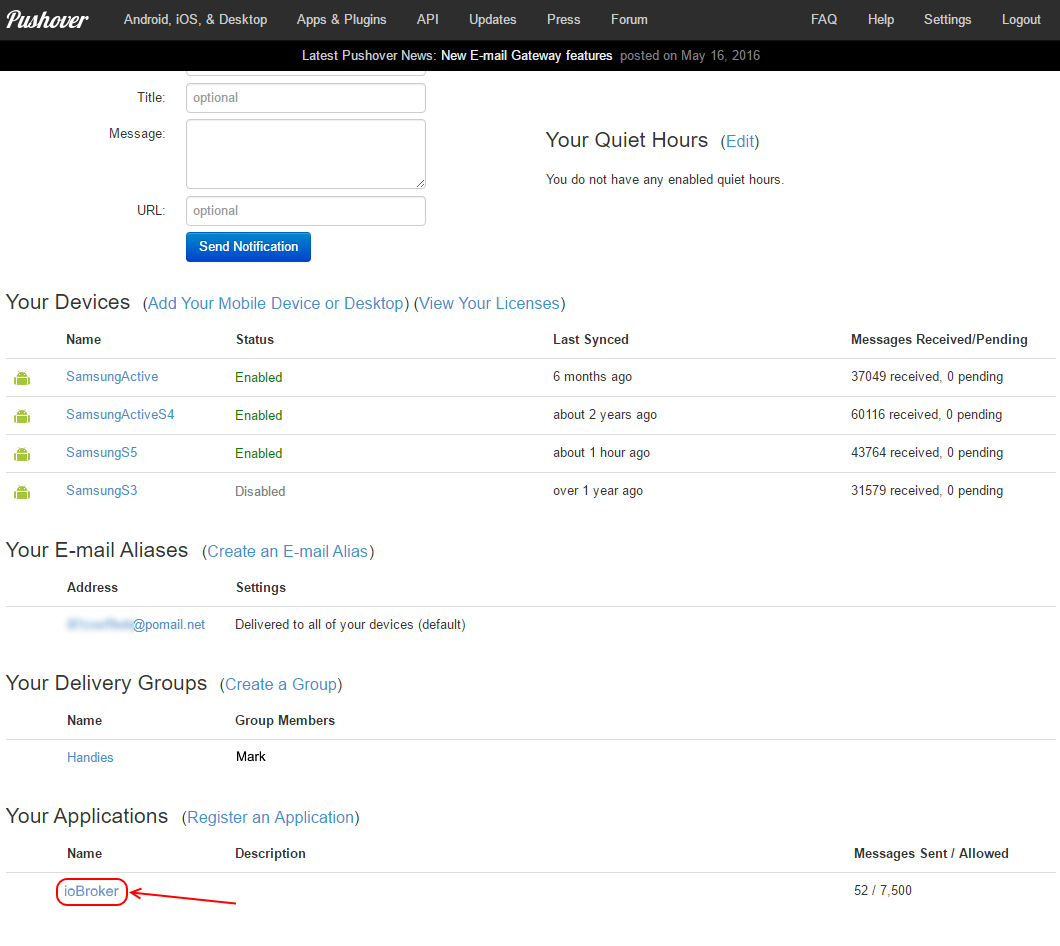 Pushover Android, iOS, & Desktop Apps & Plugins API Updates Press Forum FAQ Help Settings Logout
Latest Pushover News: New E-mail Gateway features posted on May 16, 2016
Title: optional
Message:
Your Quiet Hours (Edit)
You do not have any enabled quiet hours.
URL: optional
Send Notification
Your Devices (Add Your Mobile Device or Desktop) (View Your Licenses)
Name Status Last Synced Messages Received/Pending
SamsungActive Enabled 6 months ago 37049 received, 0 pending
SamsungActiveS4 Enabled about 2 years ago 60116 received, 0 pending
SamsungS5 Enabled about 1 hour ago 43764 received, 0 pending
SamsungS3 Disabled over 1 year ago 31579 received, 0 pending
Your E-mail Aliases (Create an E-mail Alias)
Address Settings
@pomail.net Delivered to all of your devices (default)
Your Delivery Groups (Create a Group)
Name Group Members
Handies Mark
Your Applications (Register an Application)
Name Description Messages Sent / Allowed
ioBroker 52 / 7,500